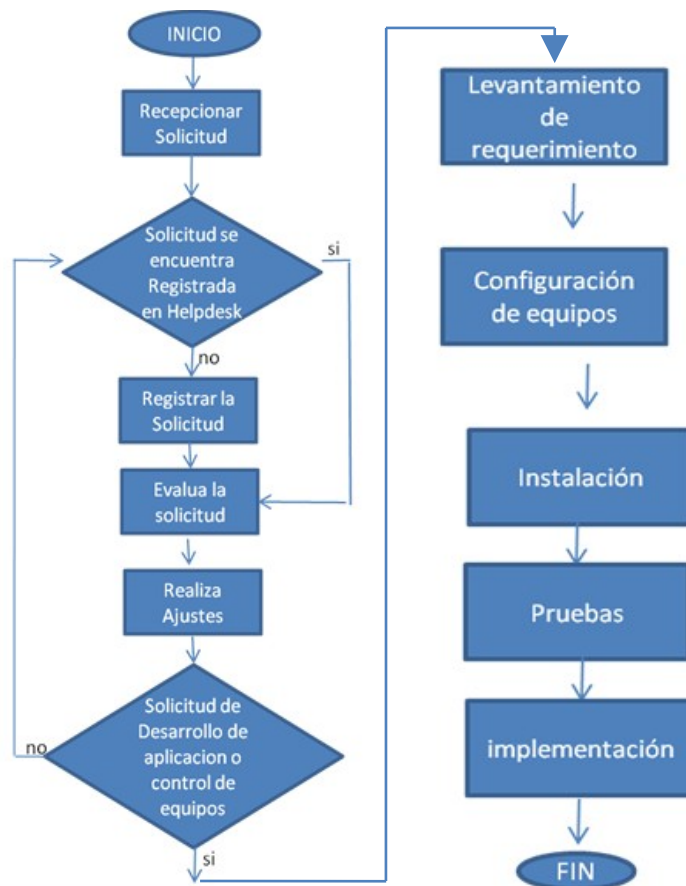 INICIO
Recepcionar
Solicitud
Solicitud se
encuentra
Registrada
en Helpdesk
si
no
Registrar la
Solicitud
Evalua la
solicitud
Realiza
Ajustes
Solicitud de
Desarrollo de
aplicacion o
control de
equipos
no
si
Levantamiento
de
requerimiento
Configuración
de equipos
Instalación
Pruebas
implementación
FIN